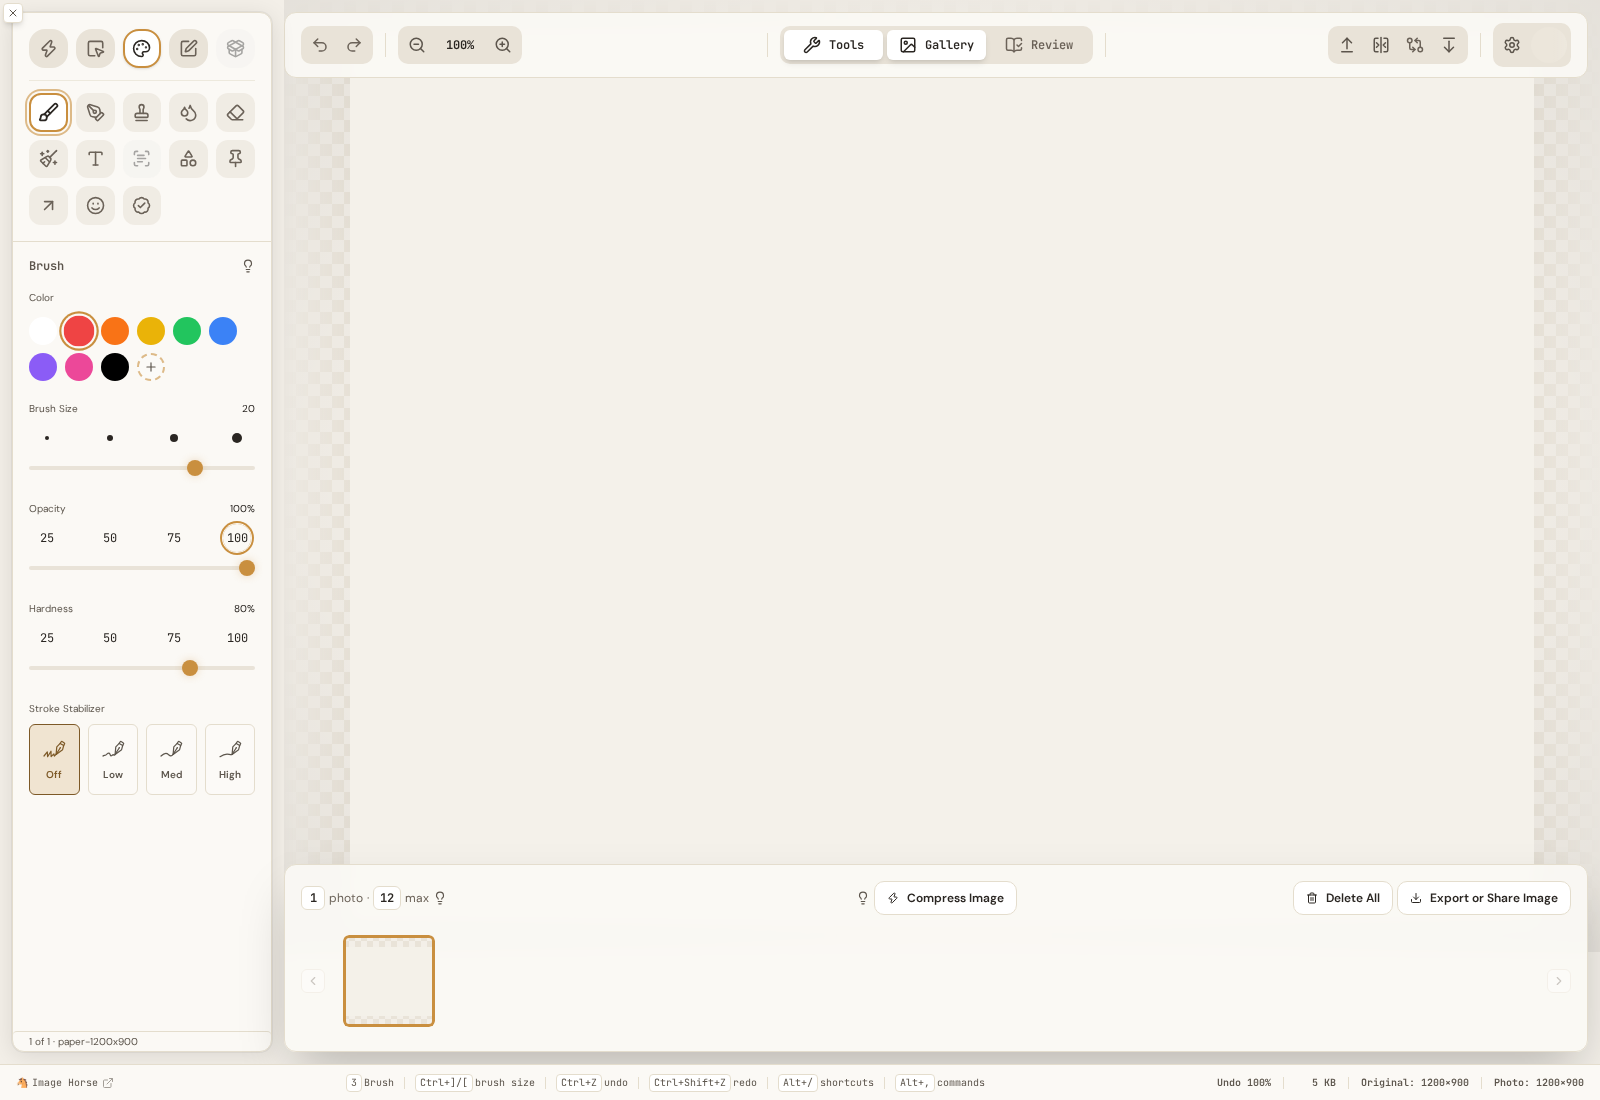 100%
Tools
Gallery
Review
Brush
Color
Brush Size
20
Opacity
100%
25 50 75 100
Hardness
80%
25 50 75 100
Stroke Stabilizer
Off Low Med High
1 of 1 · paper-1200x900
1 photo · 12 max
Compress Image
Delete All
Export or Share Image
Image Horse
3 Brush
Ctrl+]/[ brush size
Ctrl+Z undo
Ctrl+Shift+Z redo
Alt+/ shortcuts
Alt+, commands
Undo 100%
5 KB
Original: 1200×900
Photo: 1200×900